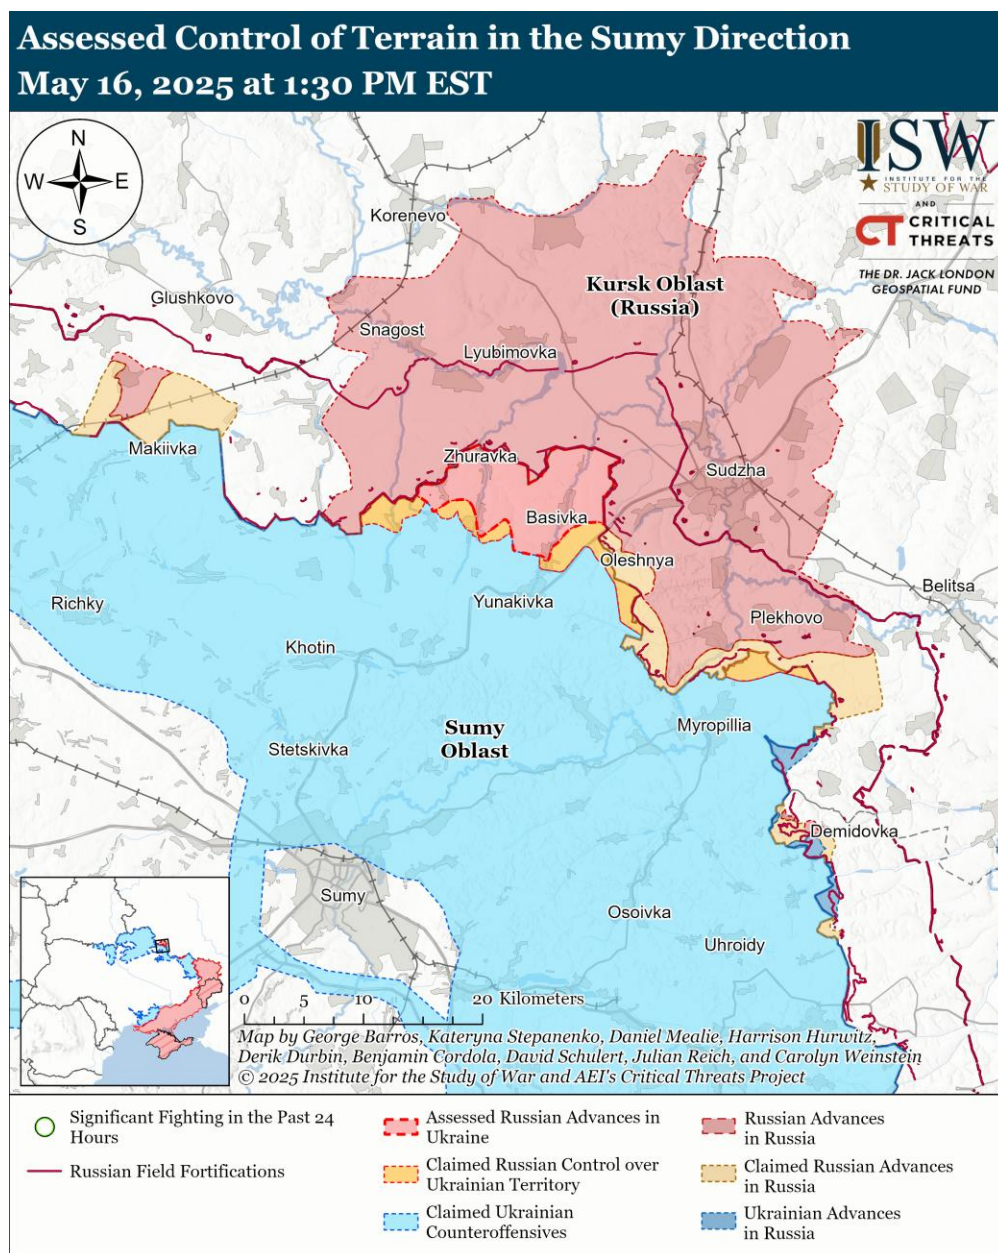 Assessed Control of Terrain in the Sumy Direction
May 16, 2025 at 1:30 PM EST
N
W
E
S
ISW
INSTITUTE FOR THE
STUDY OF WAR
AND
CT CRITICAL
THREATS
THE DR. JACK LONDON
GEOSPATIAL FUND
Korenevo
Glushkovo
Kursk Oblast
(Russia)
Snagost
Lyubimovka
Makiivka
Zhuravka
Sudzha
Basivka
Oleshnya
Belitsa
Richky
Yunakivka
Plekhovo
Khotin
Myropillia
Stetskivka
Sumy
Oblast
Demidovka
Sumy
Osoivka
Uhroidy
0 5 10 20 Kilometers
Map by George Barros, Kateryna Stepanenko, Daniel Mealie, Harrison Hurwitz,
Derik Durbin, Benjamin Cordola, David Schulert, Julian Reich, and Carolyn Weinstein
© 2025 Institute for the Study of War and AEI's Critical Threats Project
Significant Fighting in the Past 24
Hours
Russian Field Fortifications
Assessed Russian Advances in
Ukraine
Claimed Russian Control over
Ukrainian Territory
Claimed Ukrainian
Counteroffensives
Russian Advances
in Russia
Claimed Russian Advances
in Russia
Ukrainian Advances
in Russia